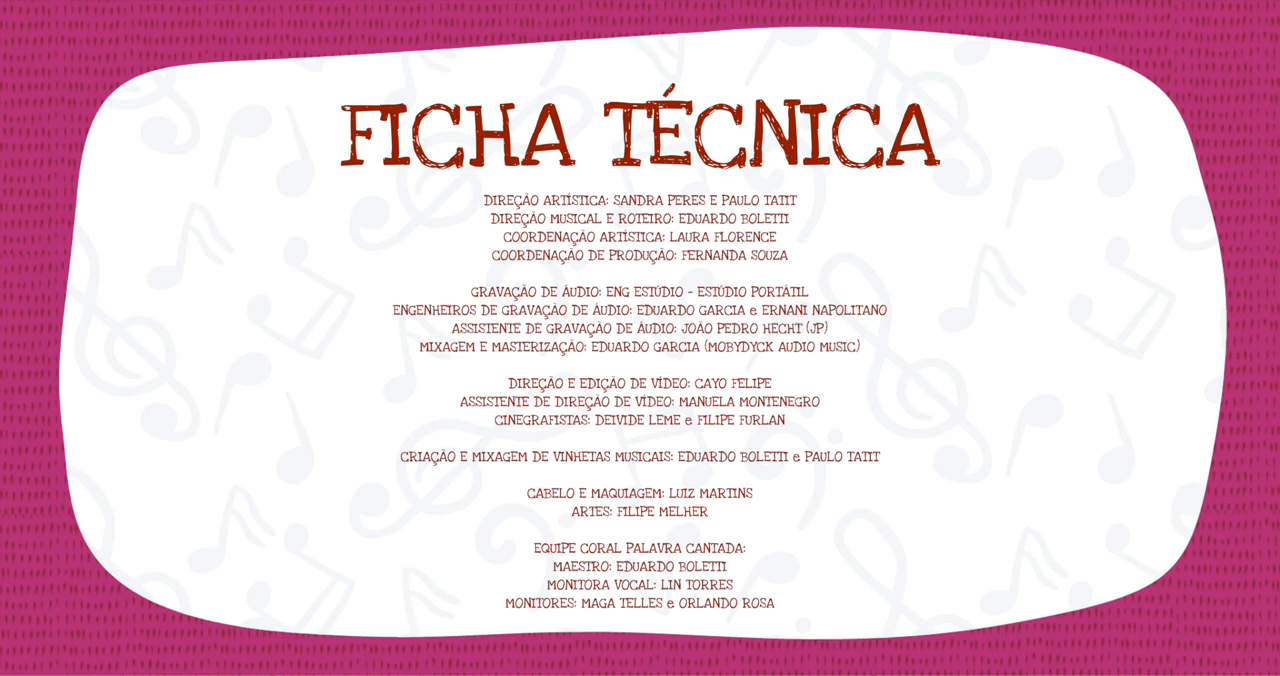 FICHA TÉCNICA
DIREÇÃO ARTÍSTICA: SANDRA PERES E PAULO TATIT
DIREÇÃO MUSICAL E ROTEIRO: EDUARDO BOLETTI
COORDENAÇÃO ARTÍSTICA: LAURA FLORENCE
COORDENAÇÃO DE PRODUÇÃO: FERNANDA SOUZA
GRAVAÇÃO DE ÁUDIO: ENG ESTÚDIO - ESTÚDIO PORTÁTIL
ENGENHEIROS DE GRAVAÇÃO DE ÁUDIO: EDUARDO GARCIA e ERNANI NAPOLITANO
ASSISTENTE DE GRAVAÇÃO DE ÁUDIO: JOÃO PEDRO HECHT (JP)
MIXAGEM E MASTERIZAÇÃO: EDUARDO GARCIA (MOBYDYCK AUDIO MUSIC)
DIREÇÃO E EDIÇÃO DE VÍDEO: CAYO FELIPE
ASSISTENTE DE DIREÇÃO DE VÍDEO: MANUELA MONTENEGRO
CINEGRAFISTAS: DEIVIDE LEME e FILIPE FURLAN
CRIAÇÃO E MIXAGEM DE VINHETAS MUSICAIS: EDUARDO BOLETTI e PAULO TATIT
CABELO E MAQUIAGEM: LUIZ MARTINS
ARTES: FILIPE MELHER
EQUIPE CORAL PALAVRA CANTADA:
MAESTRO: EDUARDO BOLETTI
MONITORA VOCAL: LIN TORRES
MONITORES: MAGA TELLES e ORLANDO ROSA